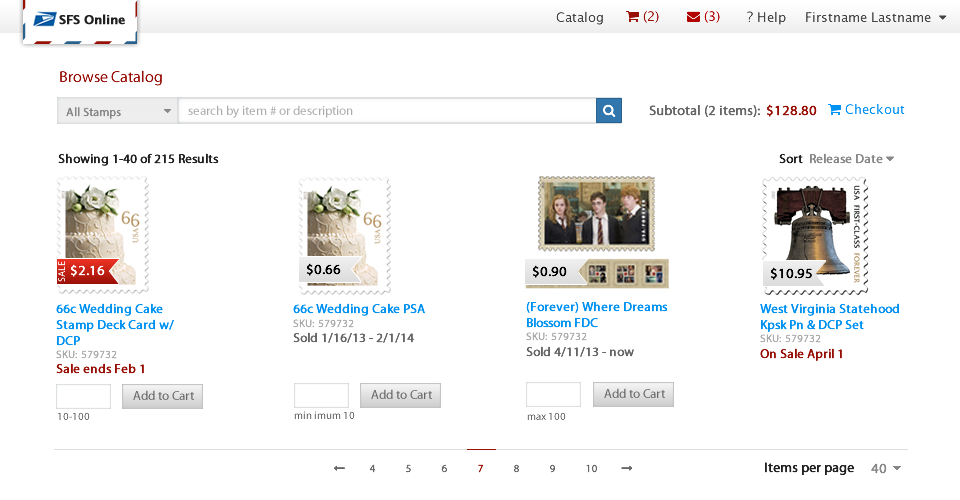 SFS Online
Catalog (2) (3) ? Help Firstname Lastname
Browse Catalog
All Stamps search by item # or description Subtotal (2 items): $128.80 Checkout
Showing 1-40 of 215 Results Sort Release Date
66 USA
SALE $2.16
66 USA
$0.66
USA
$0.90
USA FIRST-CLASS FOREVER
$10.95
66c Wedding Cake
Stamp Deck Card w/
DCP
SKU: 579732
Sale ends Feb 1
Add to Cart
10-100
66c Wedding Cake PSA
SKU: 579732
Sold 1/16/13 - 2/1/14
Add to Cart
min imum 10
(Forever) Where Dreams
Blossom FDC
SKU: 579732
Sold 4/11/13 - now
Add to Cart
max 100
West Virginia Statehood
Kpsk Pn & DCP Set
SKU: 579732
On Sale April 1
4 5 6 7 8 9 10 Items per page 40